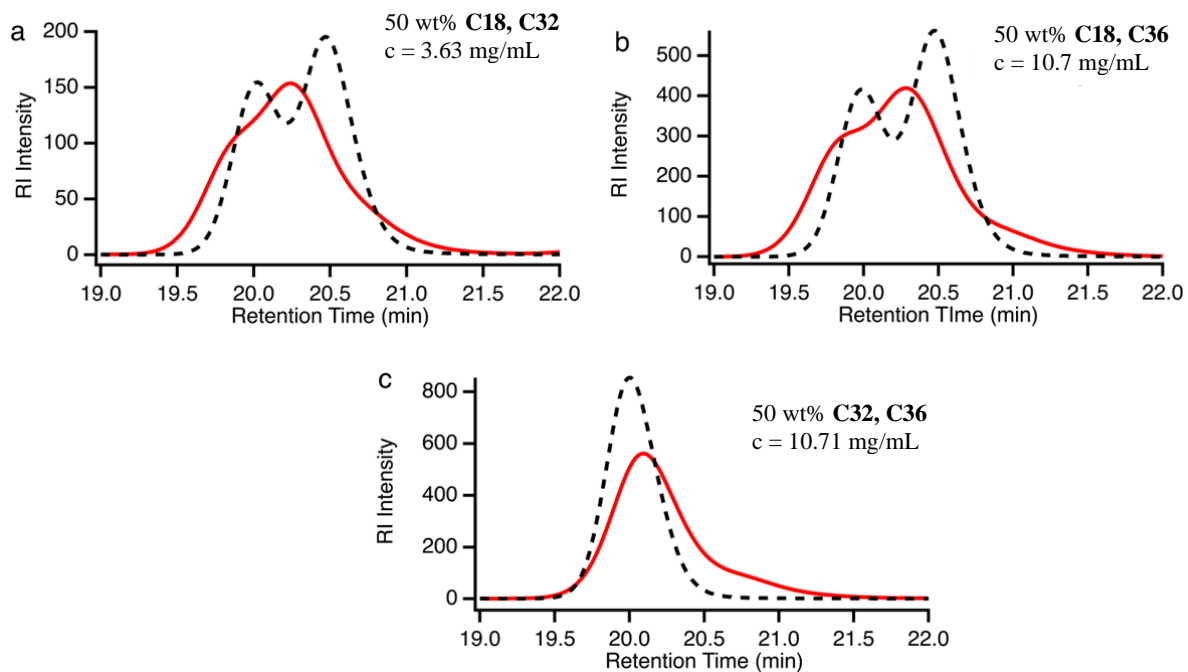 a
50 wt% C18, C32
c = 3.63 mg/mL
RI Intensity
200
150
100
50
0
19.0 19.5 20.0 20.5 21.0 21.5 22.0
Retention Time (min)
b
50 wt% C18, C36
c = 10.7 mg/mL
RI Intensity
500
400
300
200
100
0
19.0 19.5 20.0 20.5 21.0 21.5 22.0
Retention TIme (min)
c
50 wt% C32, C36
c = 10.71 mg/mL
RI Intensity
800
600
400
200
0
19.0 19.5 20.0 20.5 21.0 21.5 22.0
Retention Time (min)